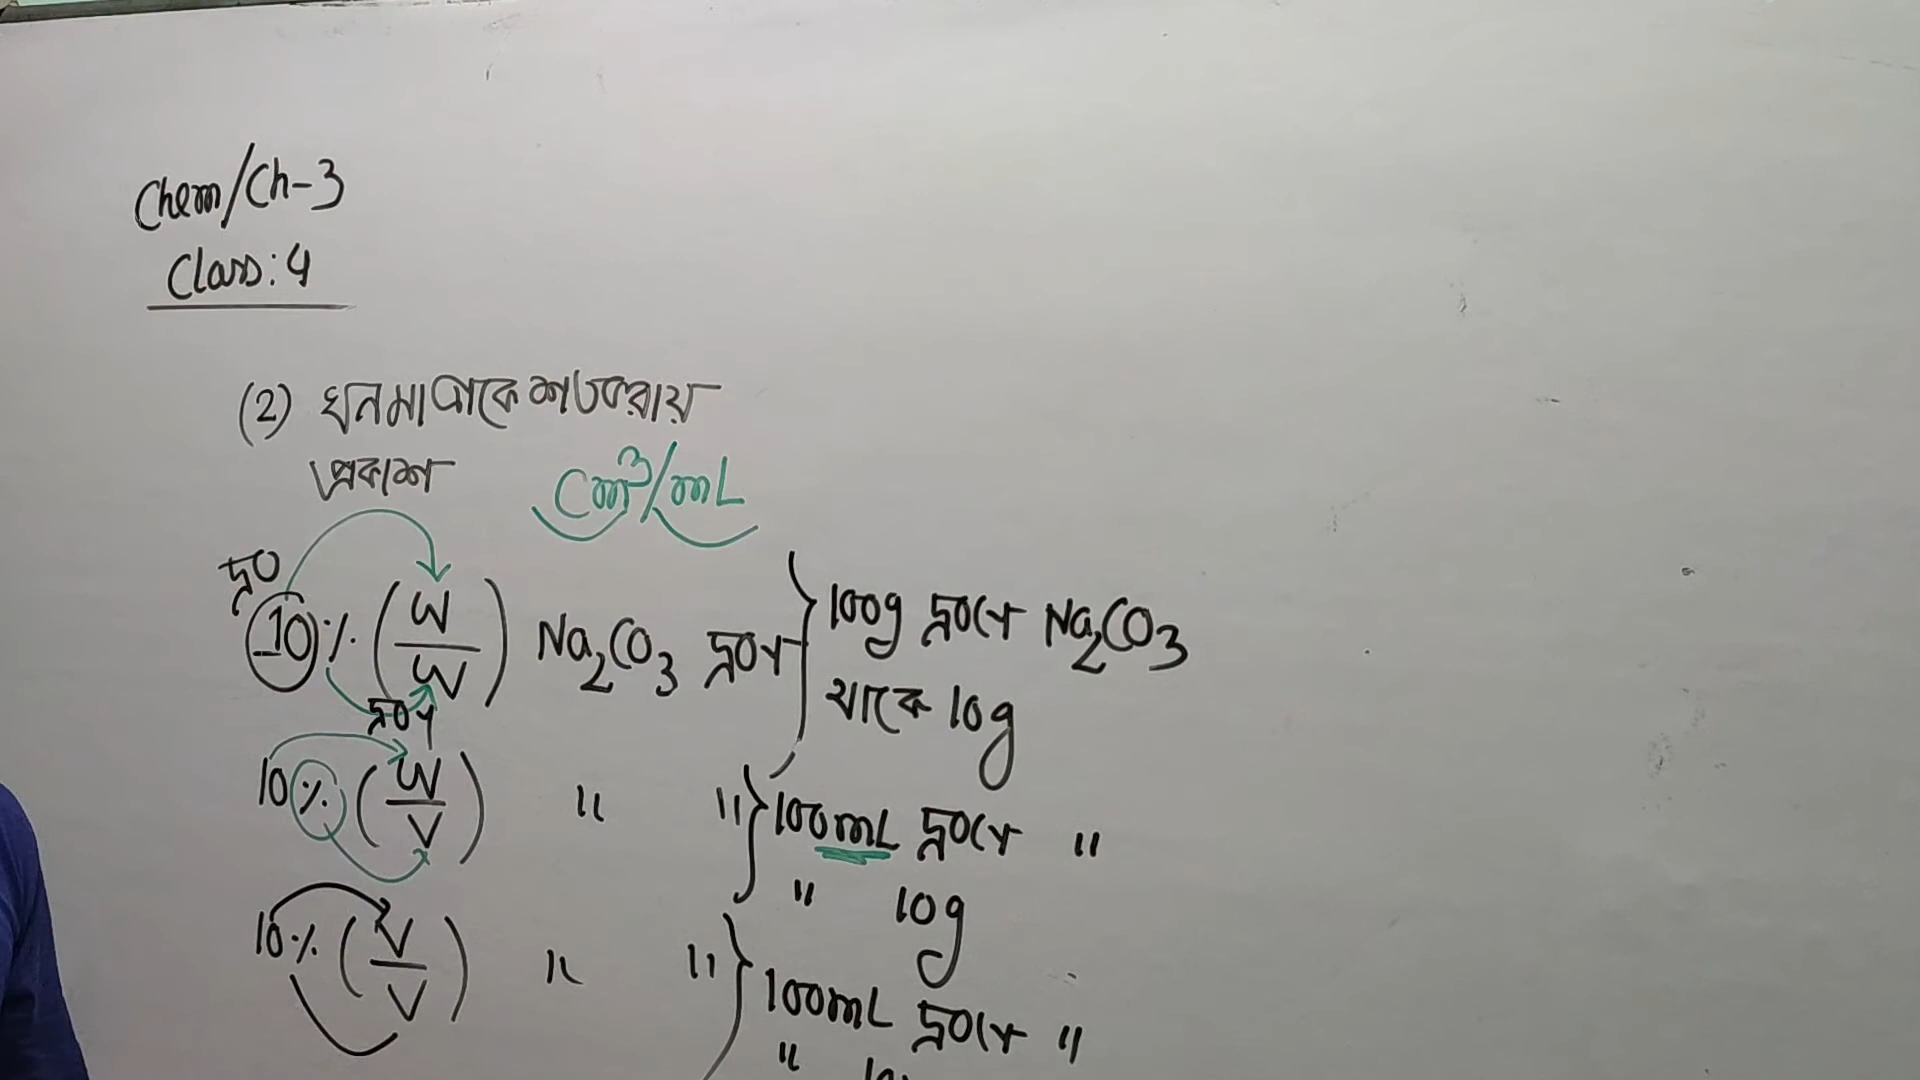 Chem/Ch-3
Class: 4
(2) ঘনমাত্রাকে শতকরায়
প্রকাশ cm³/mL
দ্রব
10% (W/W) Na₂CO₃ দ্রবণ } 100g দ্রবণে Na₂CO₃
থাকে 10g
দ্রবণ
10% (W/V) " " } 100mL দ্রবণে "
" 10g
10% (V/V) " " } 100mL দ্রবণে "
"